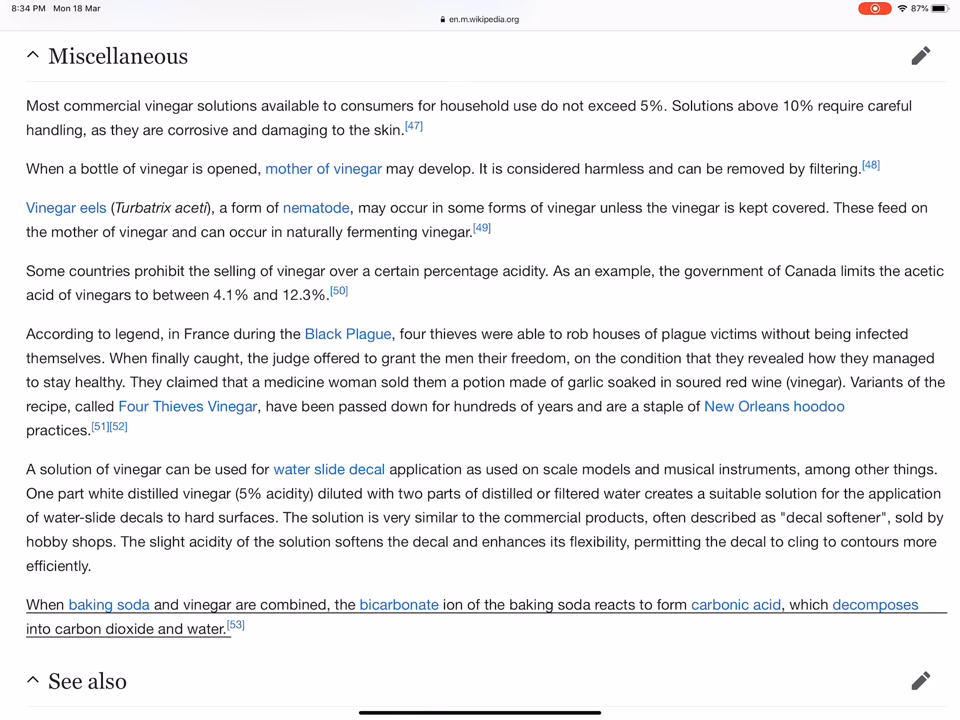 8:34 PM Mon 18 Mar
87%
en.m.wikipedia.org
Miscellaneous
Most commercial vinegar solutions available to consumers for household use do not exceed 5%. Solutions above 10% require careful
handling, as they are corrosive and damaging to the skin.[47]
When a bottle of vinegar is opened, mother of vinegar may develop. It is considered harmless and can be removed by filtering.[48]
Vinegar eels (Turbatrix aceti), a form of nematode, may occur in some forms of vinegar unless the vinegar is kept covered. These feed on
the mother of vinegar and can occur in naturally fermenting vinegar.[49]
Some countries prohibit the selling of vinegar over a certain percentage acidity. As an example, the government of Canada limits the acetic
acid of vinegars to between 4.1% and 12.3%.[50]
According to legend, in France during the Black Plague, four thieves were able to rob houses of plague victims without being infected
themselves. When finally caught, the judge offered to grant the men their freedom, on the condition that they revealed how they managed
to stay healthy. They claimed that a medicine woman sold them a potion made of garlic soaked in soured red wine (vinegar). Variants of the
recipe, called Four Thieves Vinegar, have been passed down for hundreds of years and are a staple of New Orleans hoodoo
practices.[51][52]
A solution of vinegar can be used for water slide decal application as used on scale models and musical instruments, among other things.
One part white distilled vinegar (5% acidity) diluted with two parts of distilled or filtered water creates a suitable solution for the application
of water-slide decals to hard surfaces. The solution is very similar to the commercial products, often described as "decal softener", sold by
hobby shops. The slight acidity of the solution softens the decal and enhances its flexibility, permitting the decal to cling to contours more
efficiently.
When baking soda and vinegar are combined, the bicarbonate ion of the baking soda reacts to form carbonic acid, which decomposes
into carbon dioxide and water.[53]
See also